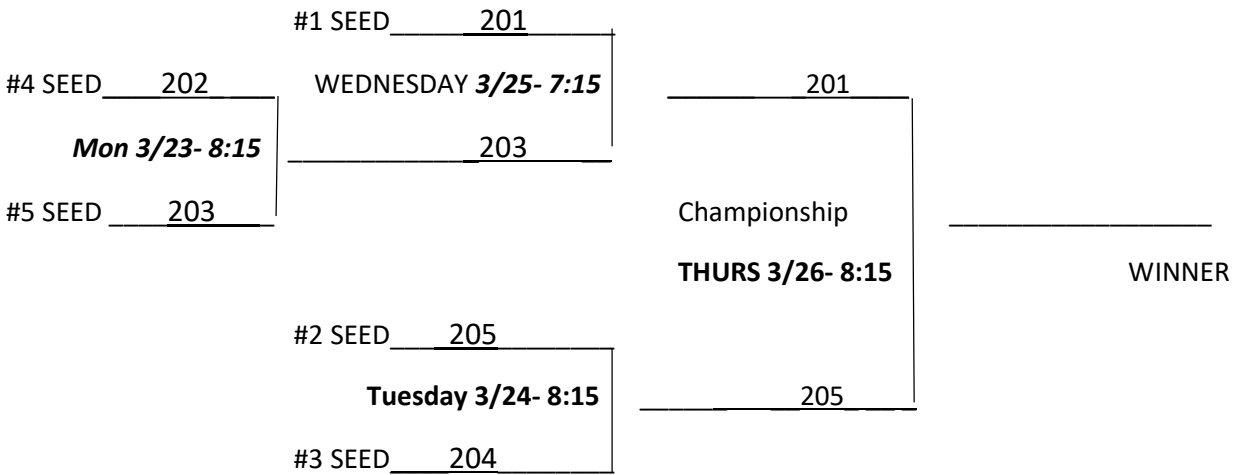 #1 SEED 201
#4 SEED 202 WEDNESDAY 3/25- 7:15 201
Mon 3/23- 8:15 203
#5 SEED 203 Championship
THURS 3/26- 8:15 WINNER
#2 SEED 205
Tuesday 3/24- 8:15 205
#3 SEED 204